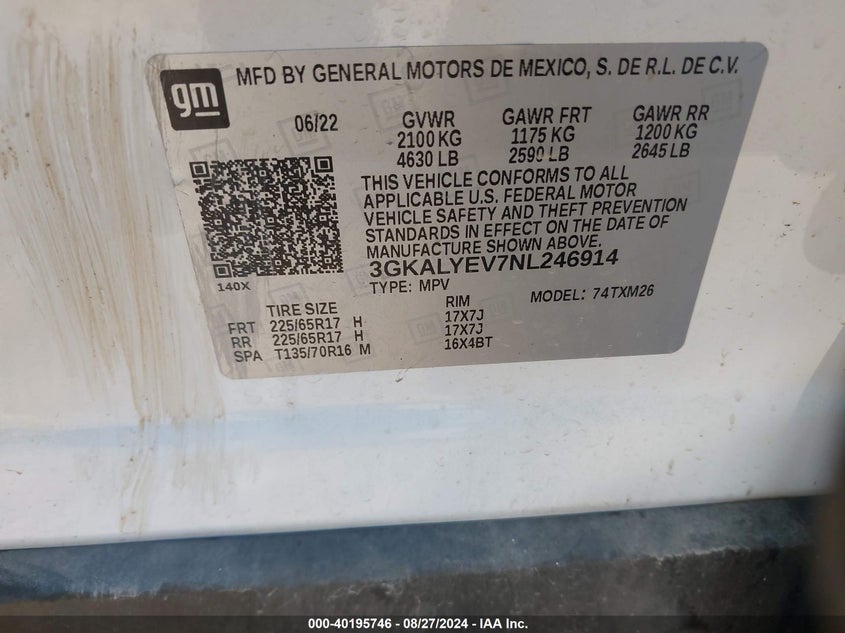 gm
MFD BY GENERAL MOTORS DE MEXICO, S. DE R.L. DE C.V.
06/22
GVWR GAWR FRT GAWR RR
2100 KG 1175 KG 1200 KG
4630 LB 2590 LB 2645 LB
THIS VEHICLE CONFORMS TO ALL
APPLICABLE U.S. FEDERAL MOTOR
VEHICLE SAFETY AND THEFT PREVENTION
STANDARDS IN EFFECT ON THE DATE OF
MANUFACTURE SHOWN ABOVE.
3GKALYEV7NL246914
140X
TYPE: MPV MODEL: 74TXM26
TIRE SIZE RIM
FRT 225/65R17 H 17X7J
RR 225/65R17 H 17X7J
SPA T135/70R16 M 16X4BT
000-40195746 - 08/27/2024 - IAA Inc.